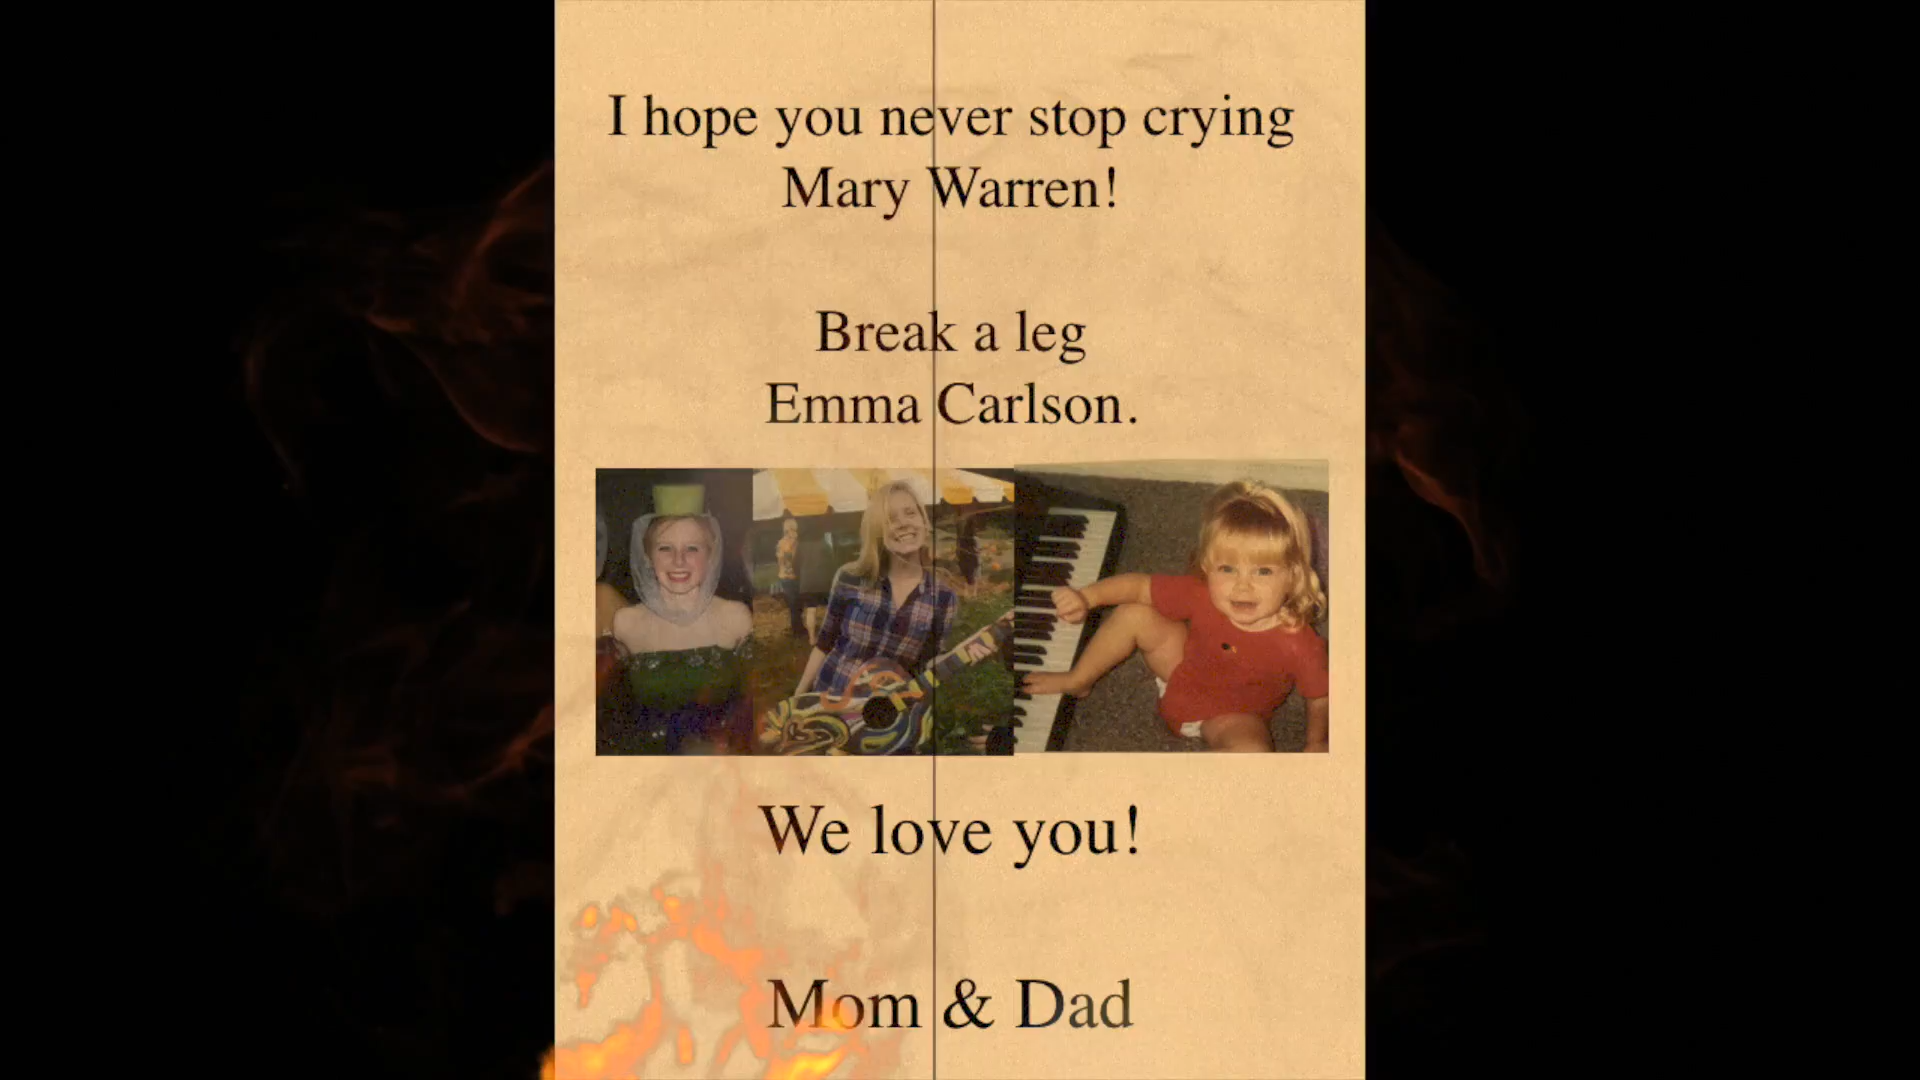 I hope you never stop crying
Mary Warren!
Break a leg
Emma Carlson.
We love you!
Mom & Dad